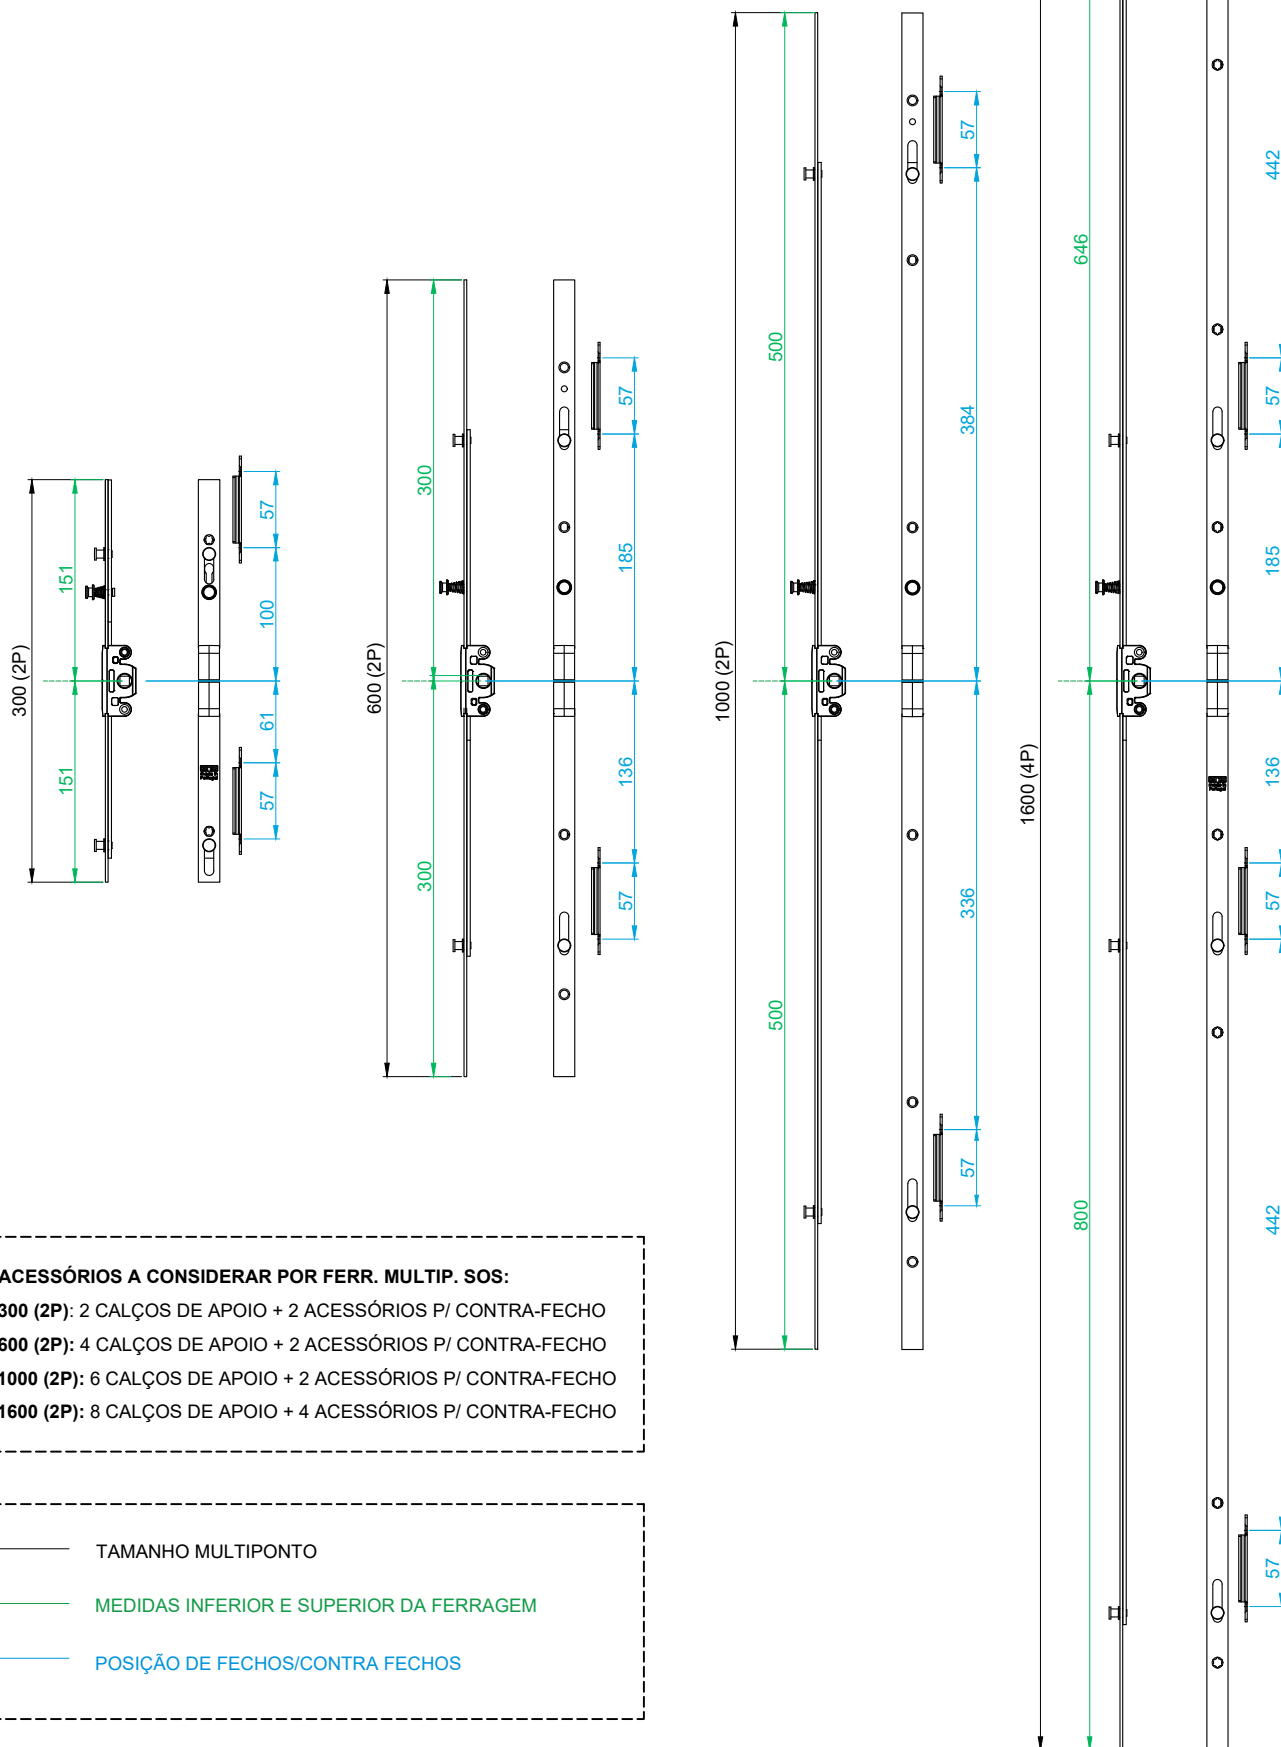 300 (2P)
151
151
57
100
61
57
600 (2P)
300
300
57
185
136
57
1000 (2P)
500
500
57
384
336
57
1600 (4P)
646
800
442
57
185
136
57
442
57
ACESSÓRIOS A CONSIDERAR POR FERR. MULTIP. SOS:
300 (2P): 2 CALÇOS DE APOIO + 2 ACESSÓRIOS P/ CONTRA-FECHO
600 (2P): 4 CALÇOS DE APOIO + 2 ACESSÓRIOS P/ CONTRA-FECHO
1000 (2P): 6 CALÇOS DE APOIO + 2 ACESSÓRIOS P/ CONTRA-FECHO
1600 (2P): 8 CALÇOS DE APOIO + 4 ACESSÓRIOS P/ CONTRA-FECHO
TAMANHO MULTIPONTO
MEDIDAS INFERIOR E SUPERIOR DA FERRAGEM
POSIÇÃO DE FECHOS/CONTRA FECHOS